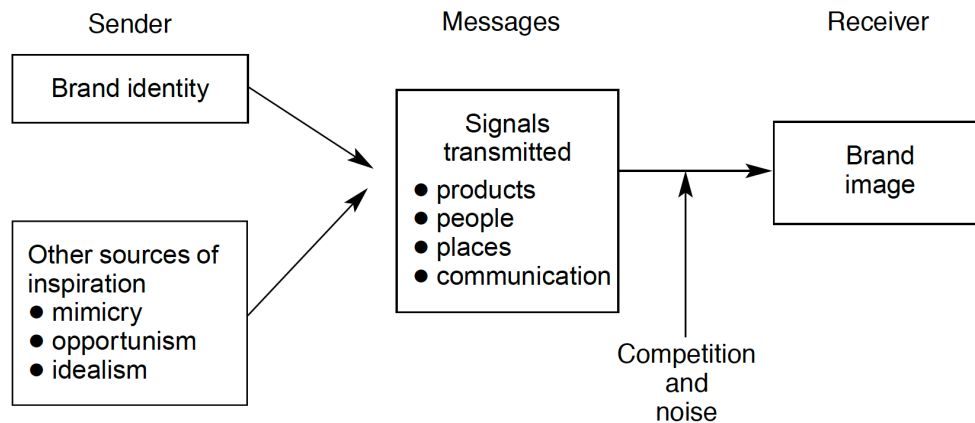 Sender
Messages
Receiver
Brand identity
Other sources of
inspiration
● mimicry
● opportunism
● idealism
Signals
transmitted
● products
● people
● places
● communication
Brand
image
Competition
and
noise